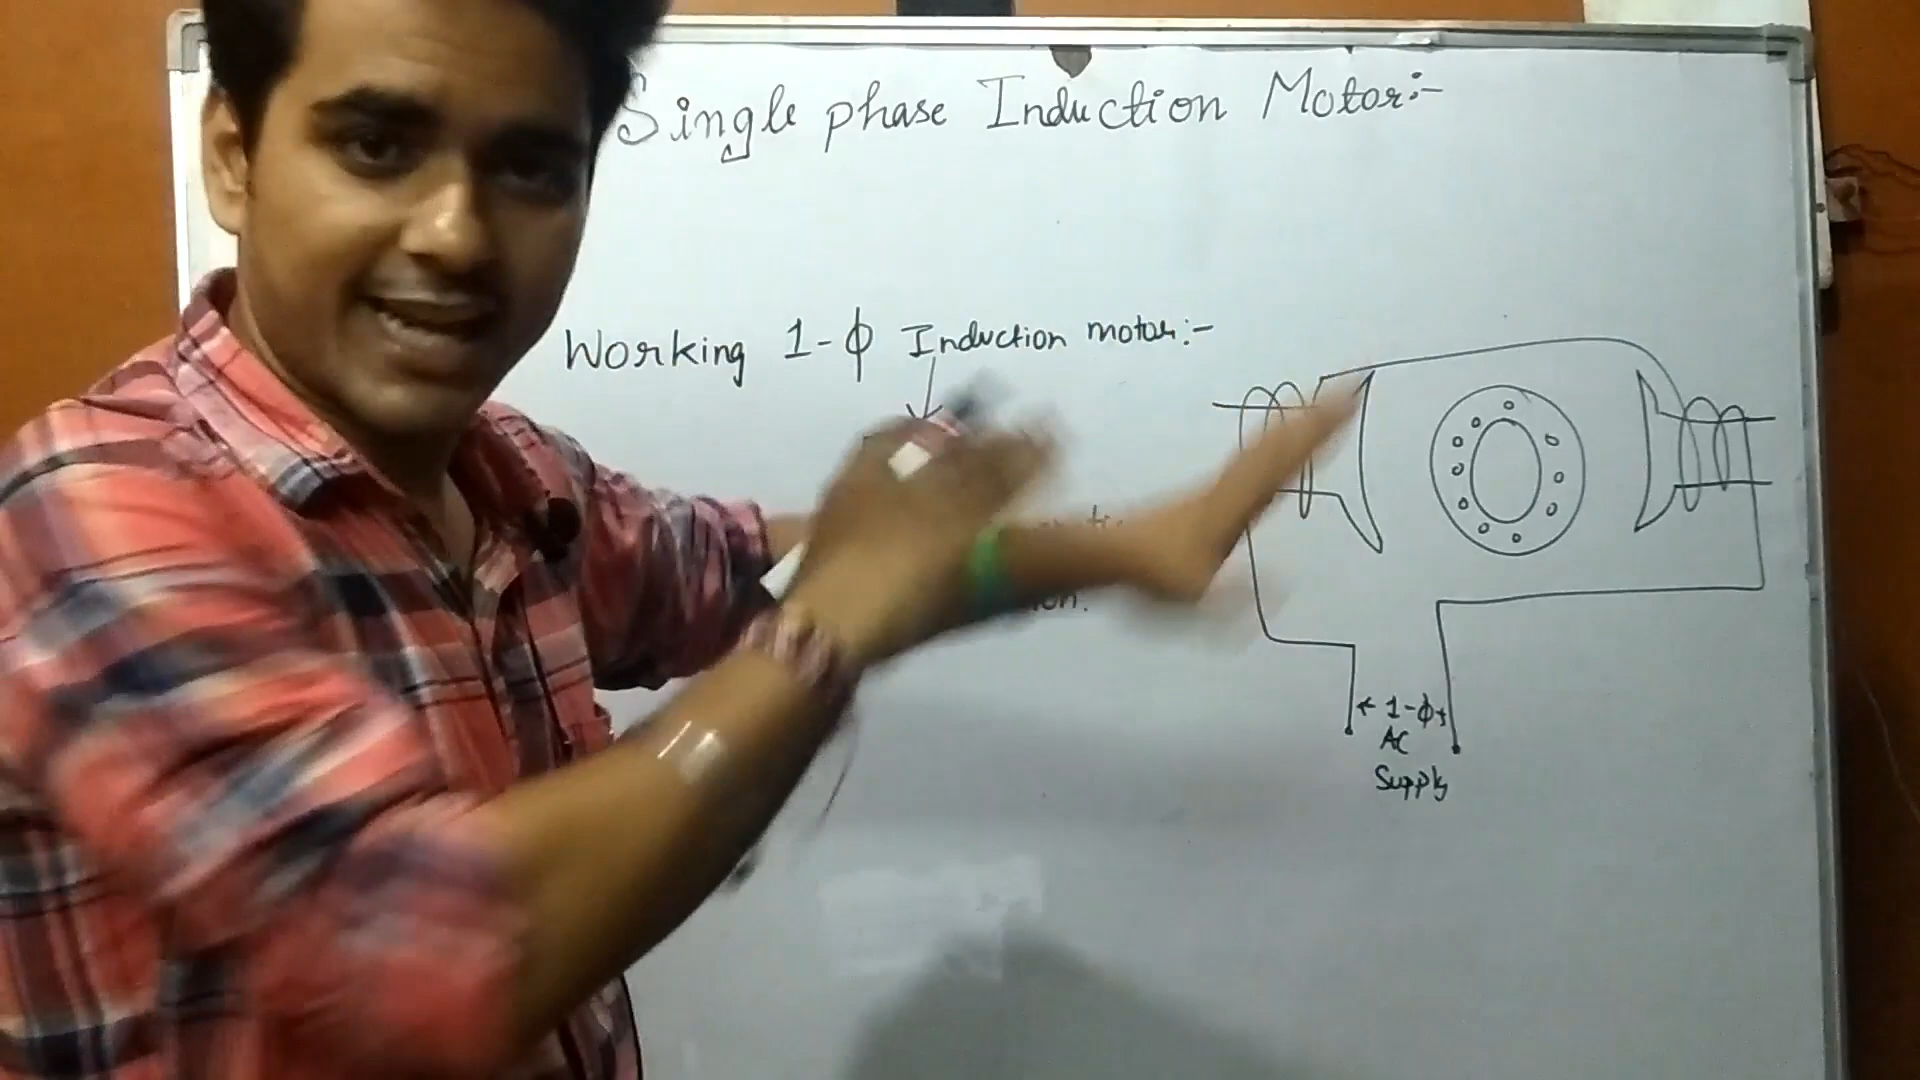 Single phase Induction Motor:-
Working 1-ϕ Induction motor:-
1-ϕ
AC
Supply